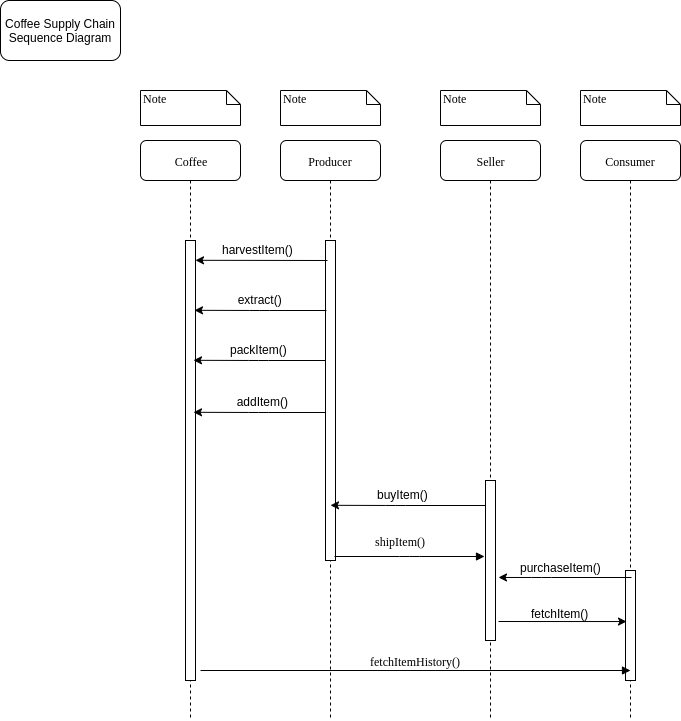 Coffee Supply Chain
Sequence Diagram
Note
Note
Note
Note
Coffee
Producer
Seller
Consumer
harvestItem()
extract()
packItem()
addItem()
buyItem()
shipItem()
purchaseItem()
fetchItem()
fetchItemHistory()